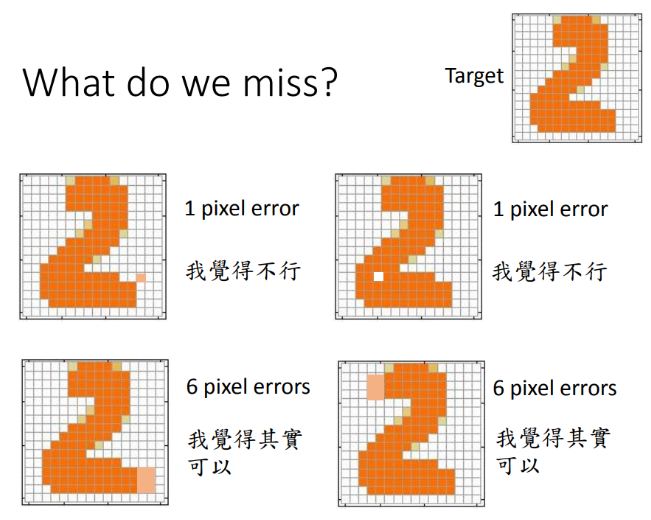 What do we miss?
Target
1 pixel error
我覺得不行
1 pixel error
我覺得不行
6 pixel errors
我覺得其實
可以
6 pixel errors
我覺得其實
可以